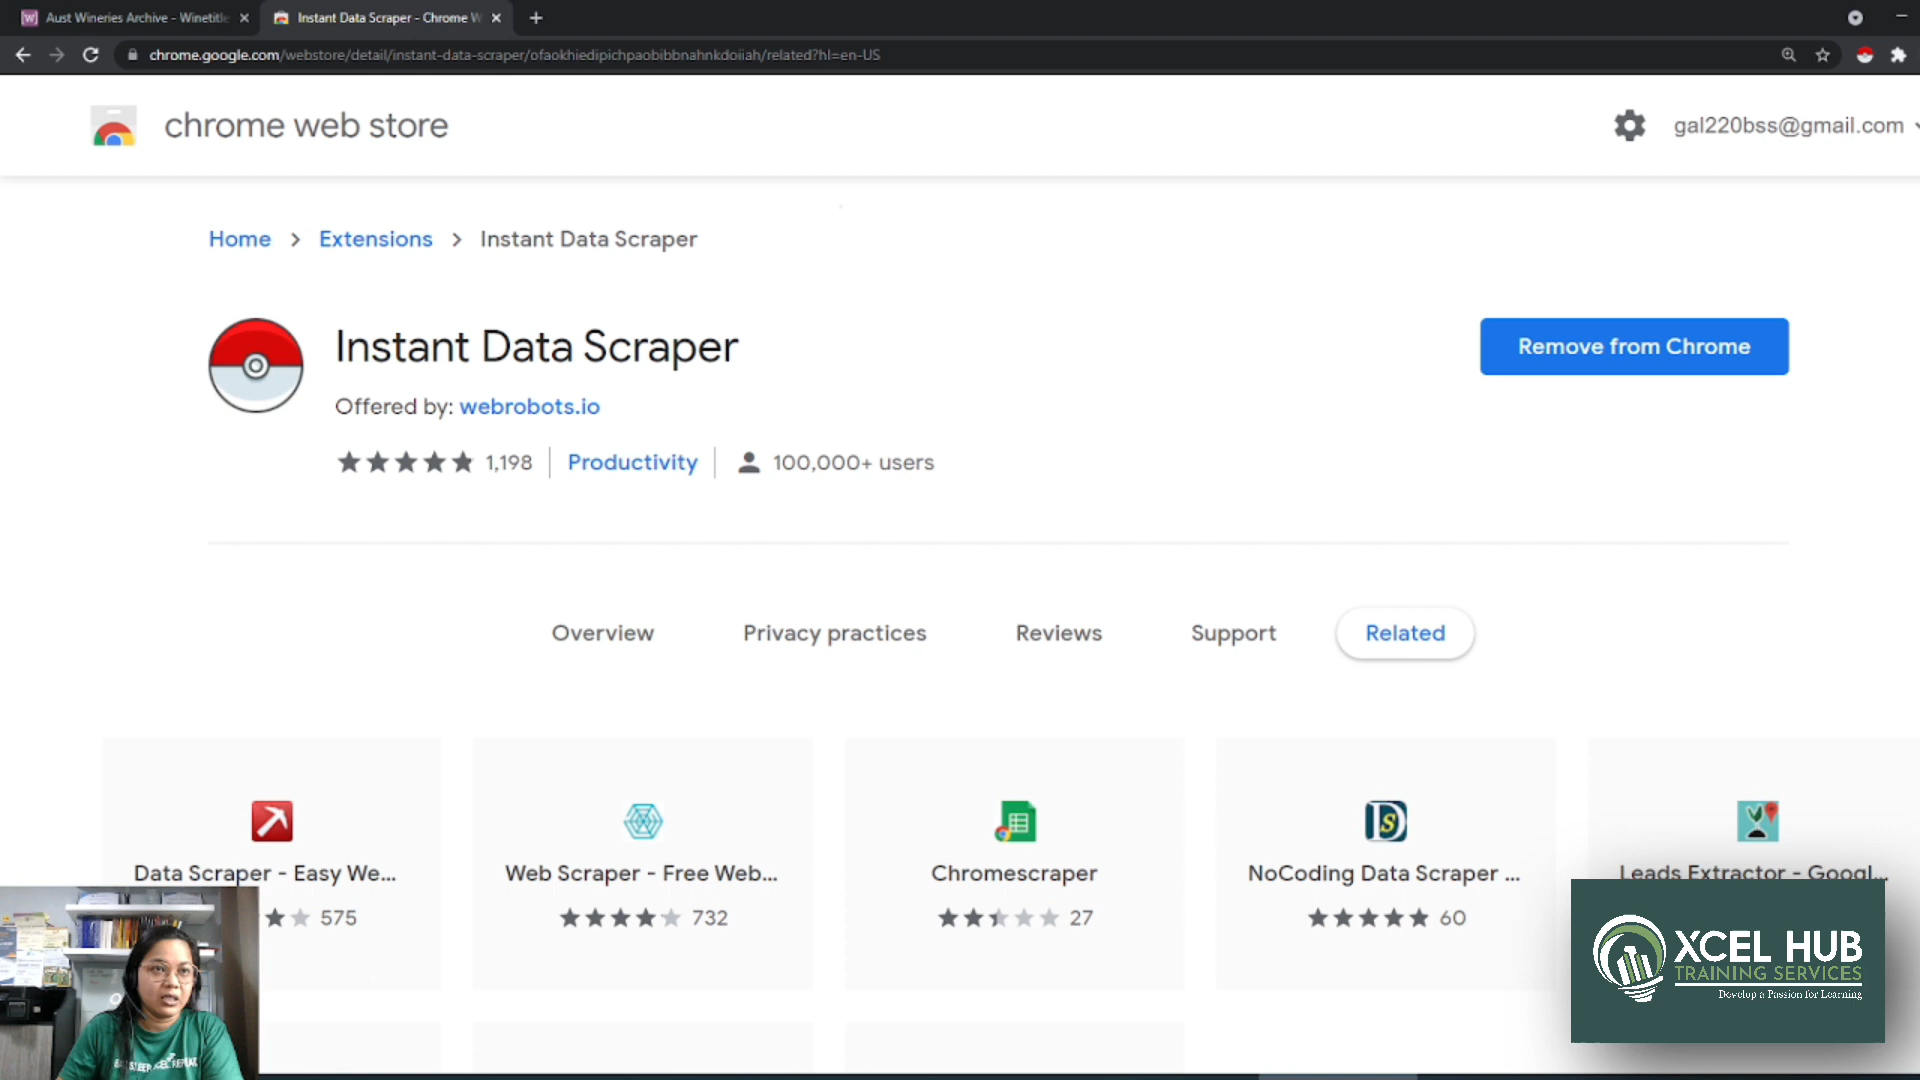 Aust Wineries Archive - Winetitle
Instant Data Scraper - Chrome W
chrome.google.com/webstore/detail/instant-data-scraper/ofaokhiedipichpaobibbnahnkdoiiah/related?hl=en-US
chrome web store
gal220bss@gmail.com
Home > Extensions > Instant Data Scraper
Instant Data Scraper
Remove from Chrome
Offered by: webrobots.io
1,198
Productivity
100,000+ users
Overview
Privacy practices
Reviews
Support
Related
Data Scraper - Easy We...
Web Scraper - Free Web...
Chromescraper
NoCoding Data Scraper ...
Leads Extractor - Googl...
575
732
27
60
XCEL HUB
TRAINING SERVICES
Develop a Passion for Learning